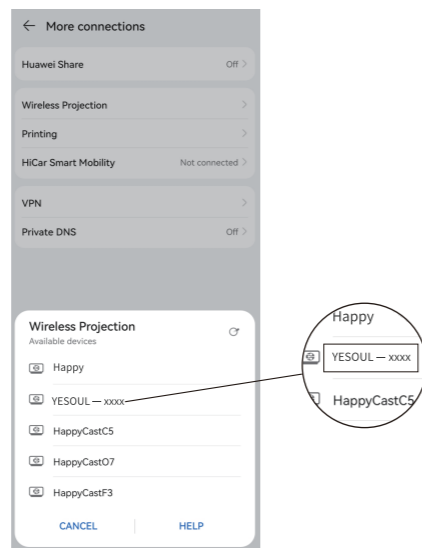 More connections
Huawei Share Off
Wireless Projection
Printing
HiCar Smart Mobility Not connected
VPN
Private DNS Off
Wireless Projection
Available devices
Happy
YESOUL — xxxx
HappyCastC5
HappyCastO7
HappyCastF3
CANCEL HELP
Happy
YESOUL — xxxx
HappyCastC5